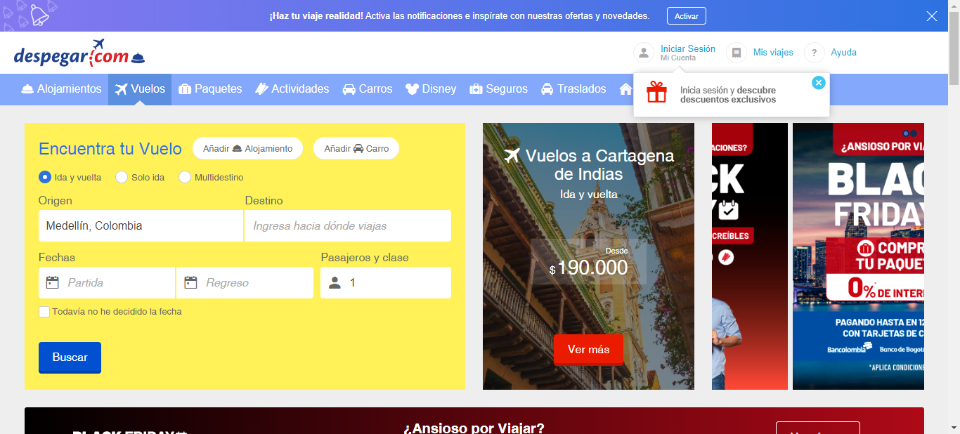 ¡Haz tu viaje realidad! Activa las notificaciones e inspírate con nuestras ofertas y novedades. Activar
despegar.com
Iniciar Sesión
Mi Cuenta
Mis viajes
? Ayuda
Alojamientos Vuelos Paquetes Actividades Carros Disney Seguros Traslados
Inicia sesión y descubre
descuentos exclusivos
Encuentra tu Vuelo
Añadir Alojamiento
Añadir Carro
Ida y vuelta Solo ida Multidestino
Origen Destino
Medellín, Colombia
Ingresa hacia dónde viajas
Fechas Pasajeros y clase
Partida Regreso 1
Todavía no he decidido la fecha
Buscar
Vuelos a Cartagena
de Indias
Ida y vuelta
Desde
$ 190.000
Ver más
ACIONES?
CK
Y
CREÍBLES
¿ANSIOSO POR VIA
BLAC
FRIDAY
COMPR
TU PAQUE
0% DE INTER
PAGANDO HASTA EN 12
CON TARJETAS DE C
Bancolombia Banco de Bogot
*APLICA CONDICIONE
¿Ansioso por Viajar?
BLACK FRIDAY